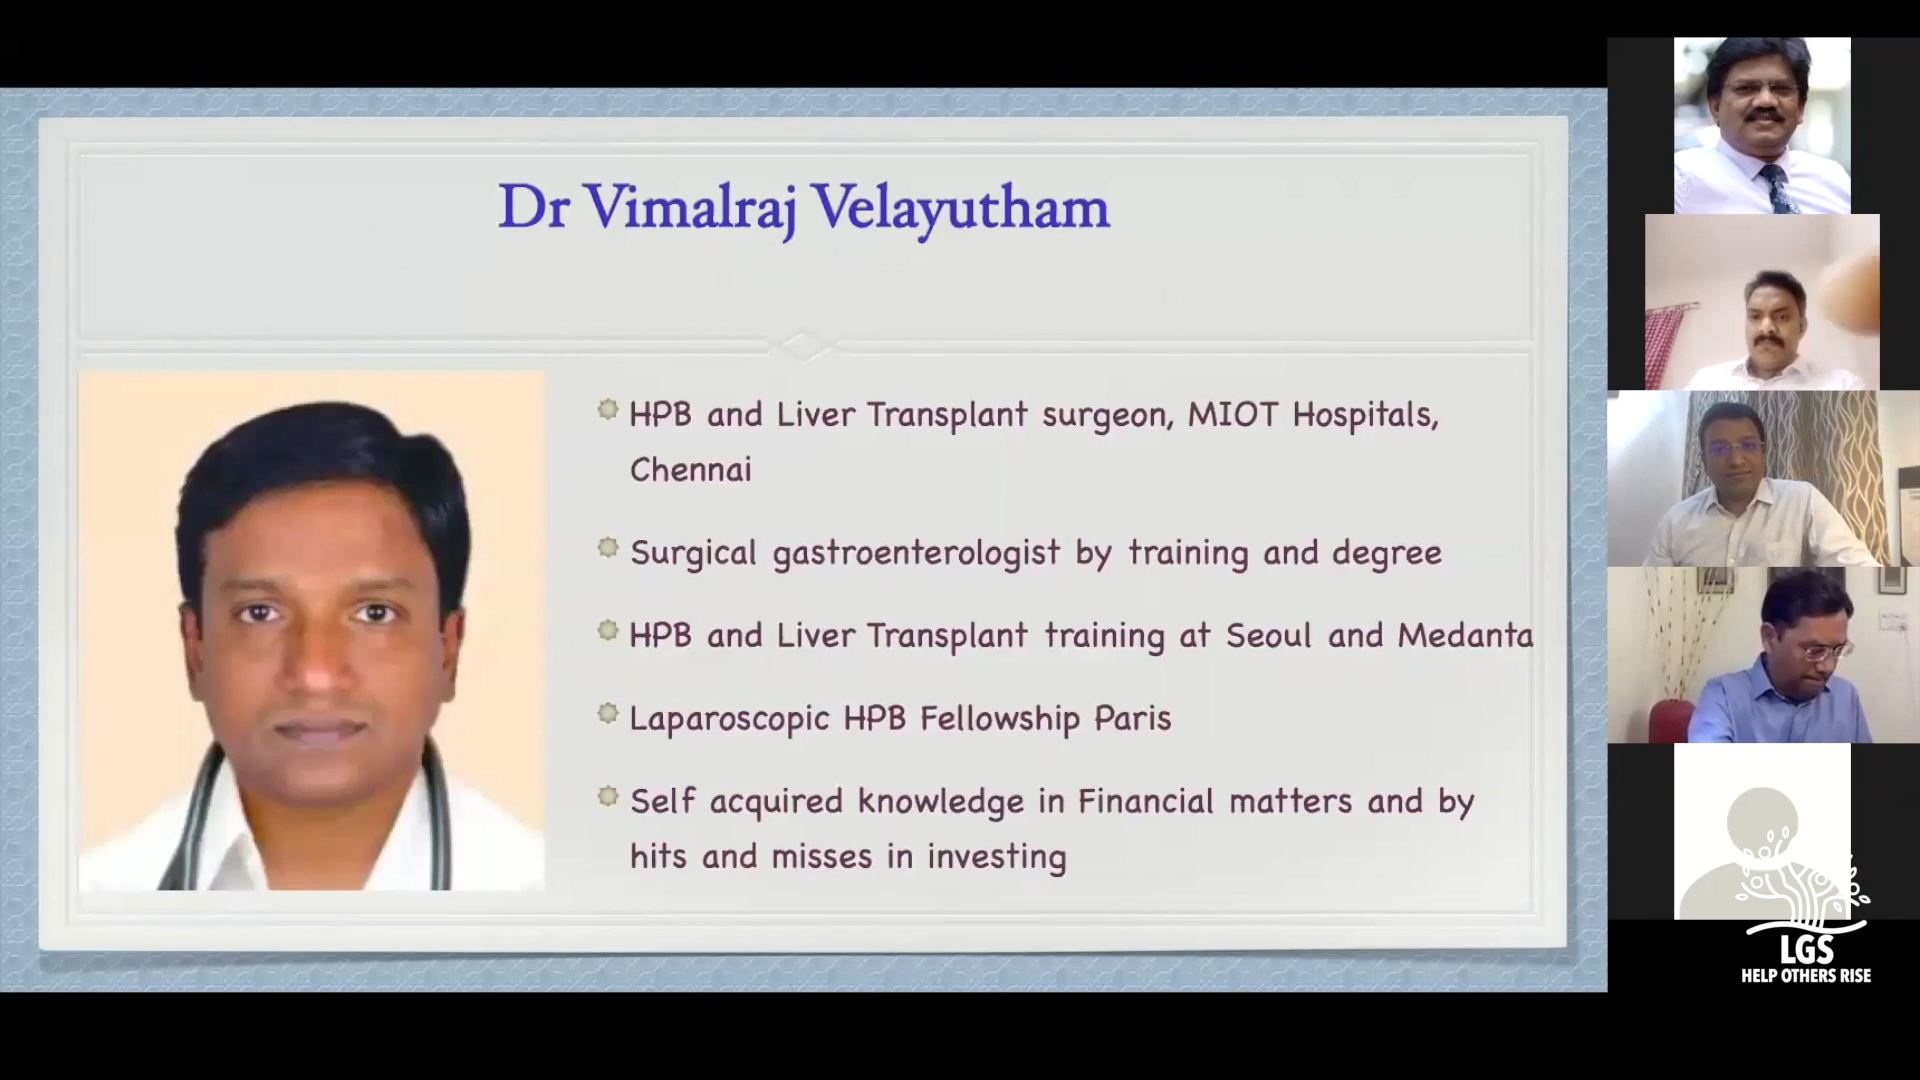 Dr Vimalraj Velayutham
HPB and Liver Transplant surgeon, MIOT Hospitals,
Chennai
Surgical gastroenterologist by training and degree
HPB and Liver Transplant training at Seoul and Medanta
Laparoscopic HPB Fellowship Paris
Self acquired knowledge in Financial matters and by
hits and misses in investing
LGS
HELP OTHERS RISE